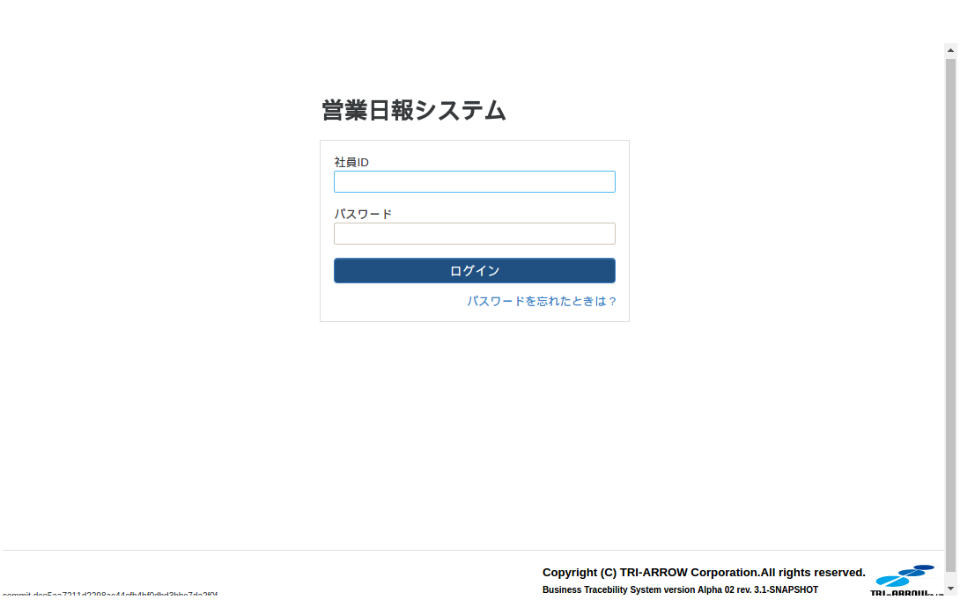 営業日報システム
社員ID
パスワード
ログイン
パスワードを忘れたときは？
Copyright (C) TRI-ARROW Corporation.All rights reserved.
Business Tracebility System version Alpha 02 rev. 3.1-SNAPSHOT
TRI-ARROW
commit